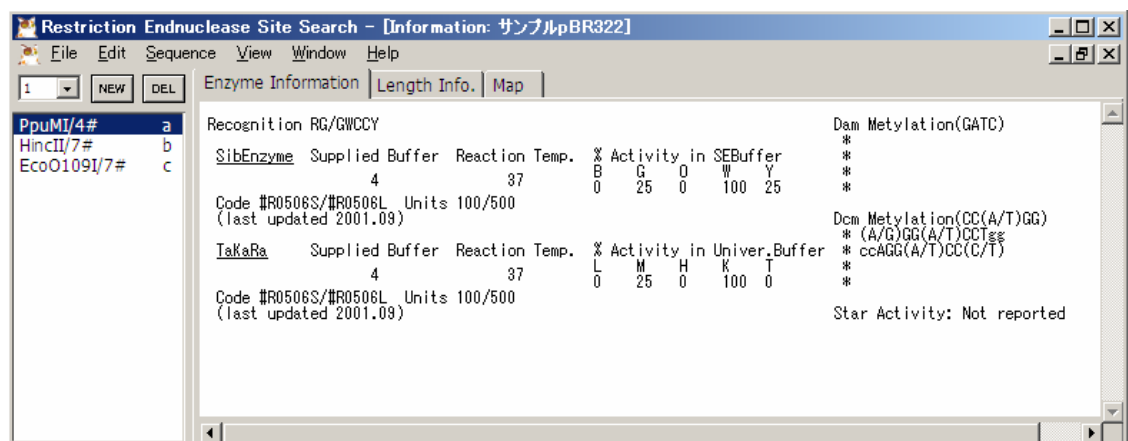 Restriction Endnuclease Site Search - [Information: サンプルpBR322]
File Edit Sequence View Window Help
1 NEW DEL Enzyme Information Length Info. Map
PpuMI/4# a
HincII/7# b
EcoO109I/7# c
Recognition RG/GWCCY
SibEnzyme Supplied Buffer Reaction Temp. % Activity in SEBuffer
B G O W Y
4 37 0 25 0 100 25
Code #R0506S/#R0506L Units 100/500
(last updated 2001.09)
TaKaRa Supplied Buffer Reaction Temp. % Activity in Univer.Buffer
L M H K T
4 37 0 25 0 100 0
Code #R0506S/#R0506L Units 100/500
(last updated 2001.09)
Dam Metylation(GATC)
*
*
*
*
Dcm Metylation(CC(A/T)GG)
* (A/G)GG(A/T)CCTgg
* ccAGG(A/T)CC(C/T)
*
*
Star Activity: Not reported